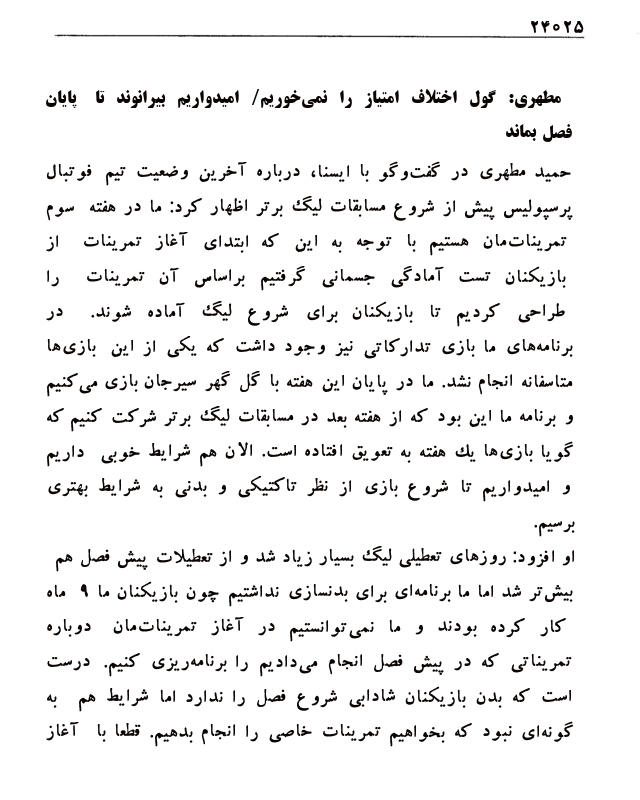 ۲۴۰۲۵
مطهری: گول اختلاف امتیاز را نمی‌خوریم/ امیدواریم بیرانوند تا پایان
فصل بماند
حمید مطهری در گفت‌وگو با ایسنا، درباره آخرین وضعیت تیم فوتبال
پرسپولیس پیش از شروع مسابقات لیگ برتر اظهار کرد: ما در هفته سوم
تمرینات‌مان هستیم با توجه به این که ابتدای آغاز تمرینات از
بازیکنان تست آمادگی جسمانی گرفتیم براساس آن تمرینات را
طراحی کردیم تا بازیکنان برای شروع لیگ آماده شوند. در
برنامه‌های ما بازی تدارکاتی نیز وجود داشت که یکی از این بازی‌ها
متاسفانه انجام نشد. ما در پایان این هفته با گل گهر سیرجان بازی می‌کنیم
و برنامه ما این بود که از هفته بعد در مسابقات لیگ برتر شرکت کنیم که
گویا بازی‌ها یك هفته به تعویق افتاده است. الان هم شرایط خوبی داریم
و امیدواریم تا شروع بازی از نظر تاکتیکی و بدنی به شرایط بهتری
برسیم.
او افزود: روزهای تعطیلی لیگ بسیار زیاد شد و از تعطیلات پیش فصل هم
بیش‌تر شد اما ما برنامه‌ای برای بدنسازی نداشتیم چون بازیکنان ما ۹ ماه
کار کرده بودند و ما نمی‌توانستیم در آغاز تمرینات‌مان دوباره
تمریناتی که در پیش فصل انجام می‌دادیم را برنامه‌ریزی کنیم. درست
است که بدن بازیکنان شادابی شروع فصل را ندارد اما شرایط هم به
گونه‌ای نبود که بخواهیم تمرینات خاصی را انجام بدهیم. قطعا با آغاز